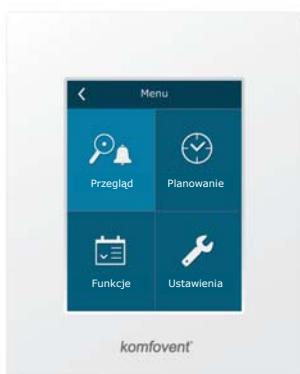 Menu
Przegląd
Planowanie
Funkcje
Ustawienia
komfovent